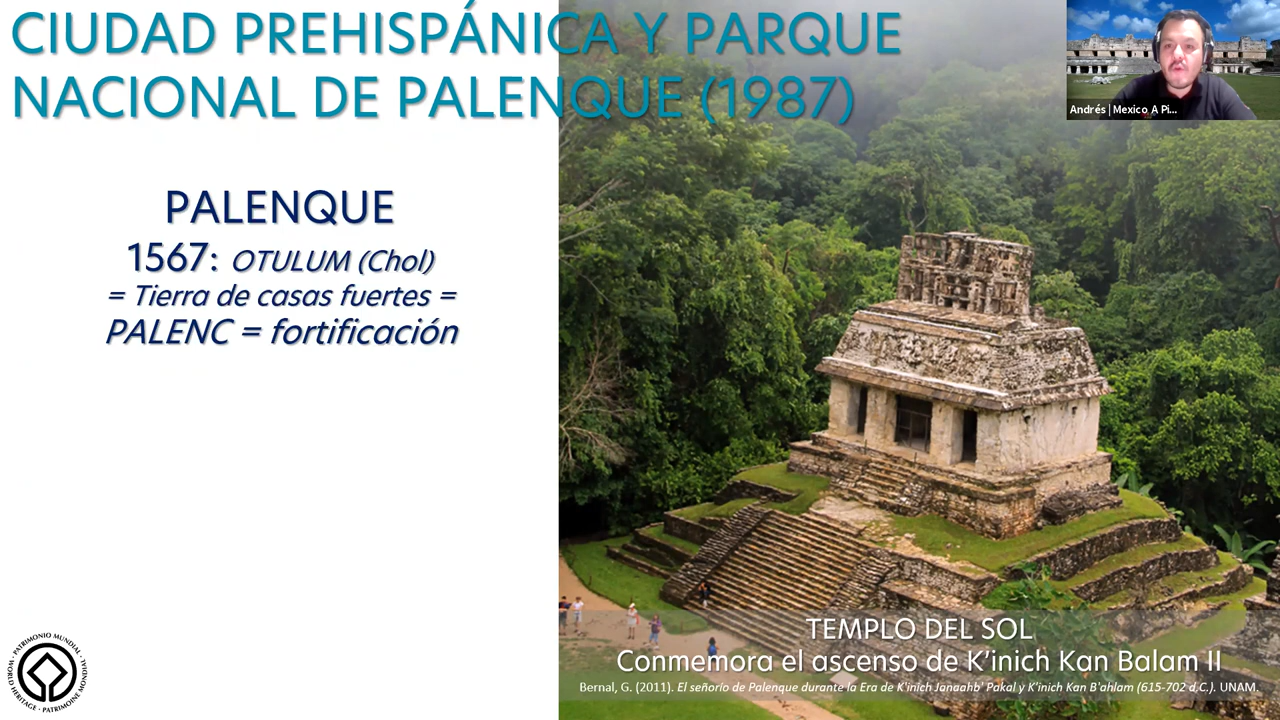 CIUDAD PREHISPÁNICA Y PARQUE
NACIONAL DE PALENQUE (1987)
Andrés | Mexico_A Pi...
PALENQUE
1567: OTULUM (Chol)
= Tierra de casas fuertes =
PALENC = fortificación
TEMPLO DEL SOL
Conmemora el ascenso de K’inich Kan Balam II
Bernal, G. (2011). El señorío de Palenque durante la Era de K'inich Janaahb' Pakal y K'inich Kan B'ahlam (615-702 d.C.). UNAM.
PATRIMONIO MUNDIAL
WORLD HERITAGE
PATRIMOINE MONDIAL